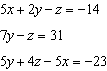 5x + 2y − z = −14
7y − z = 31
5y + 4z − 5x = −23